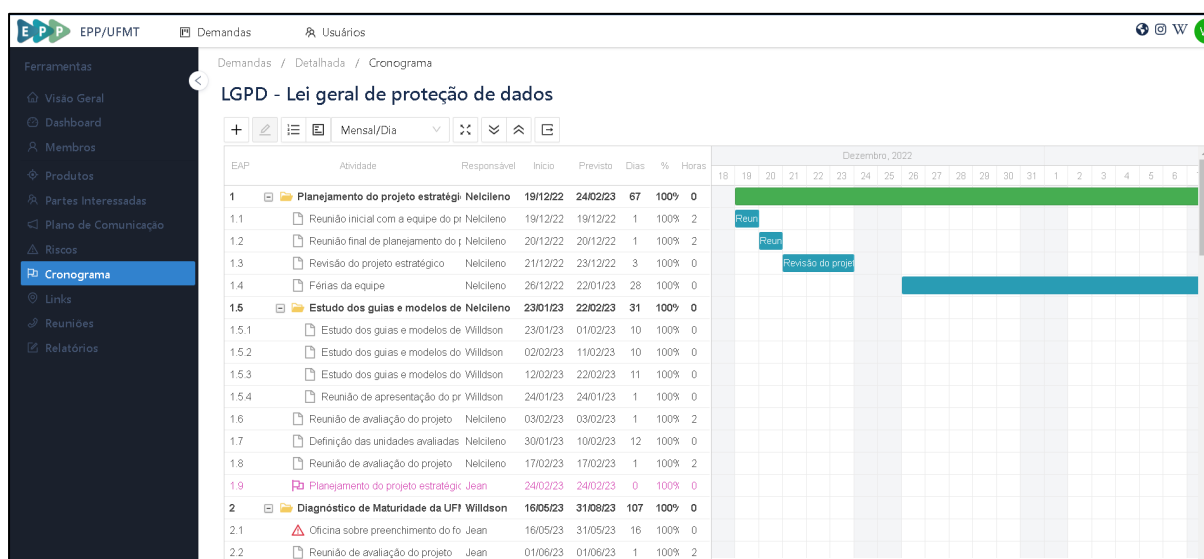 EPP EPP/UFMT Demandas Usuários W
Ferramentas
Visão Geral
Dashboard
Membros
Produtos
Partes Interessadas
Plano de Comunicação
Riscos
Cronograma
Links
Reuniões
Relatórios
Demandas / Detalhada / Cronograma
LGPD - Lei geral de proteção de dados
Mensal/Dia
EAP Atividade Responsável Início Previsto Dias % Horas
Dezembro, 2022
18 19 20 21 22 23 24 25 26 27 28 29 30 31 1 2 3 4 5 6
1 Planejamento do projeto estratégi Nelcileno 19/12/22 24/02/23 67 100% 0
1.1 Reunião inicial com a equipe do pr Nelcileno 19/12/22 19/12/22 1 100% 2 Reun
1.2 Reunião final de planejamento do p Nelcileno 20/12/22 20/12/22 1 100% 2 Reun
1.3 Revisão do projeto estratégico Nelcileno 21/12/22 23/12/22 3 100% 0 Revisão do projet
1.4 Férias da equipe Nelcileno 26/12/22 22/01/23 28 100% 0
1.5 Estudo dos guias e modelos de Nelcileno 23/01/23 22/02/23 31 100% 0
1.5.1 Estudo dos guias e modelos de Willdson 23/01/23 01/02/23 10 100% 0
1.5.2 Estudo dos guias e modelos do Willdson 02/02/23 11/02/23 10 100% 0
1.5.3 Estudo dos guias e modelos do Willdson 12/02/23 22/02/23 11 100% 0
1.5.4 Reunião de apresentação do pr Willdson 24/01/23 24/01/23 1 100% 0
1.6 Reunião de avaliação do projeto Nelcileno 03/02/23 03/02/23 1 100% 2
1.7 Definição das unidades avaliadas Nelcileno 30/01/23 10/02/23 12 100% 0
1.8 Reunião de avaliação do projeto Nelcileno 17/02/23 17/02/23 1 100% 2
1.9 Planejamento do projeto estratégic Jean 24/02/23 24/02/23 0 100% 0
2 Diagnóstico de Maturidade da UFM Willdson 16/05/23 31/08/23 107 100% 0
2.1 Oficina sobre preenchimento do fo Jean 16/05/23 31/05/23 16 100% 0
2.2 Reunião de avaliação do projeto Jean 01/06/23 01/06/23 1 100% 2